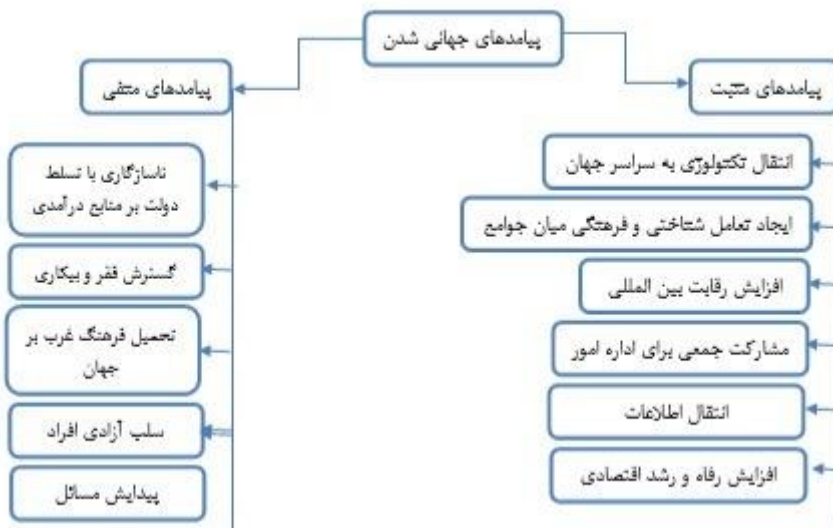 پیامدهای جهانی شدن
پیامدهای مثبت
انتقال تکنولوژی به سراسر جهان
ایجاد تعامل شناختی و فرهنگی میان جوامع
افزایش رقابت بین المللی
مشارکت جمعی برای اداره امور
انتقال اطلاعات
افزایش رفاه و رشد اقتصادی
پیامدهای منفی
ناسازگاری با تسلط
دولت بر منابع درآمدی
گسترش فقر و بیکاری
تحمیل فرهنگ غرب بر
جهان
سلب آزادی افراد
پیدایش مسائل